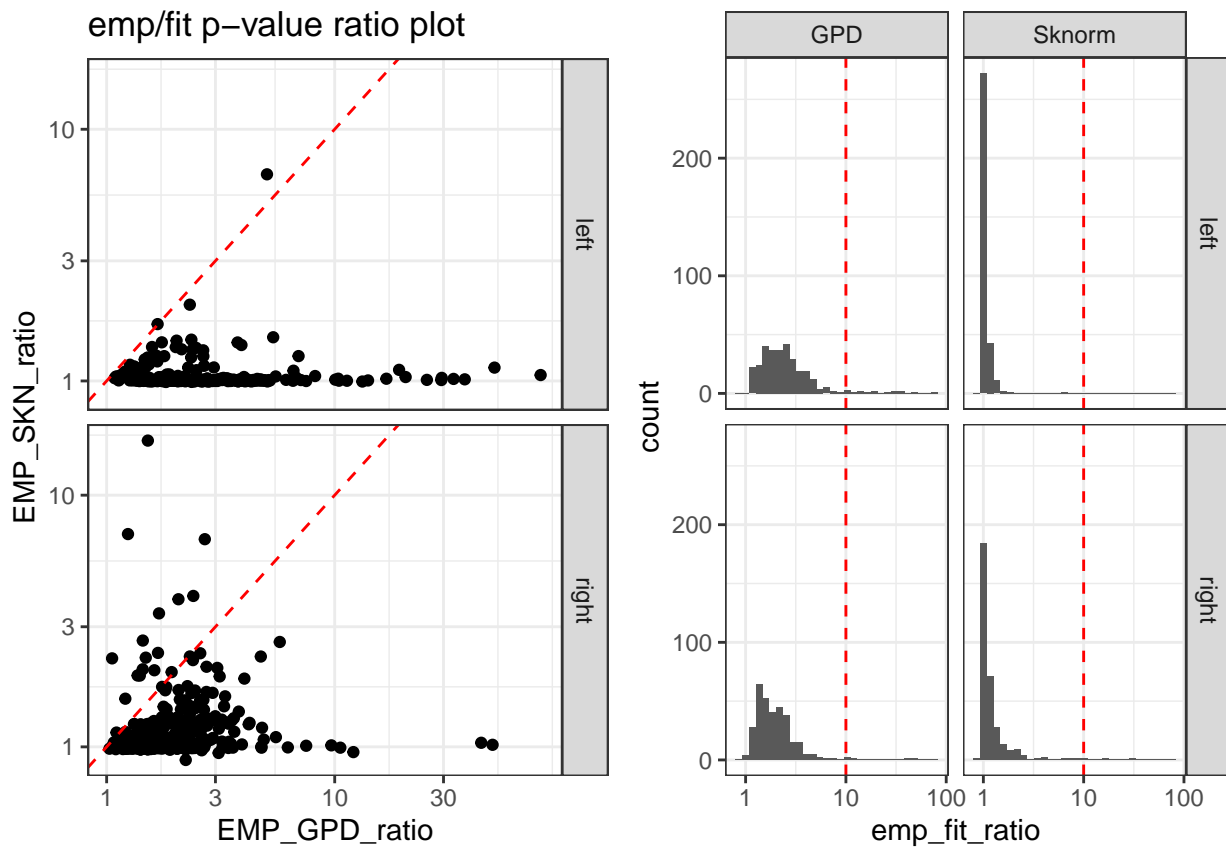 emp/fit p−value ratio plot
EMP_SKN_ratio
10
3
1
left
10
3
1
right
1
3
10
30
EMP_GPD_ratio
GPD
Sknorm
count
200
100
0
left
200
100
0
right
1
10
100
1
10
100
emp_fit_ratio